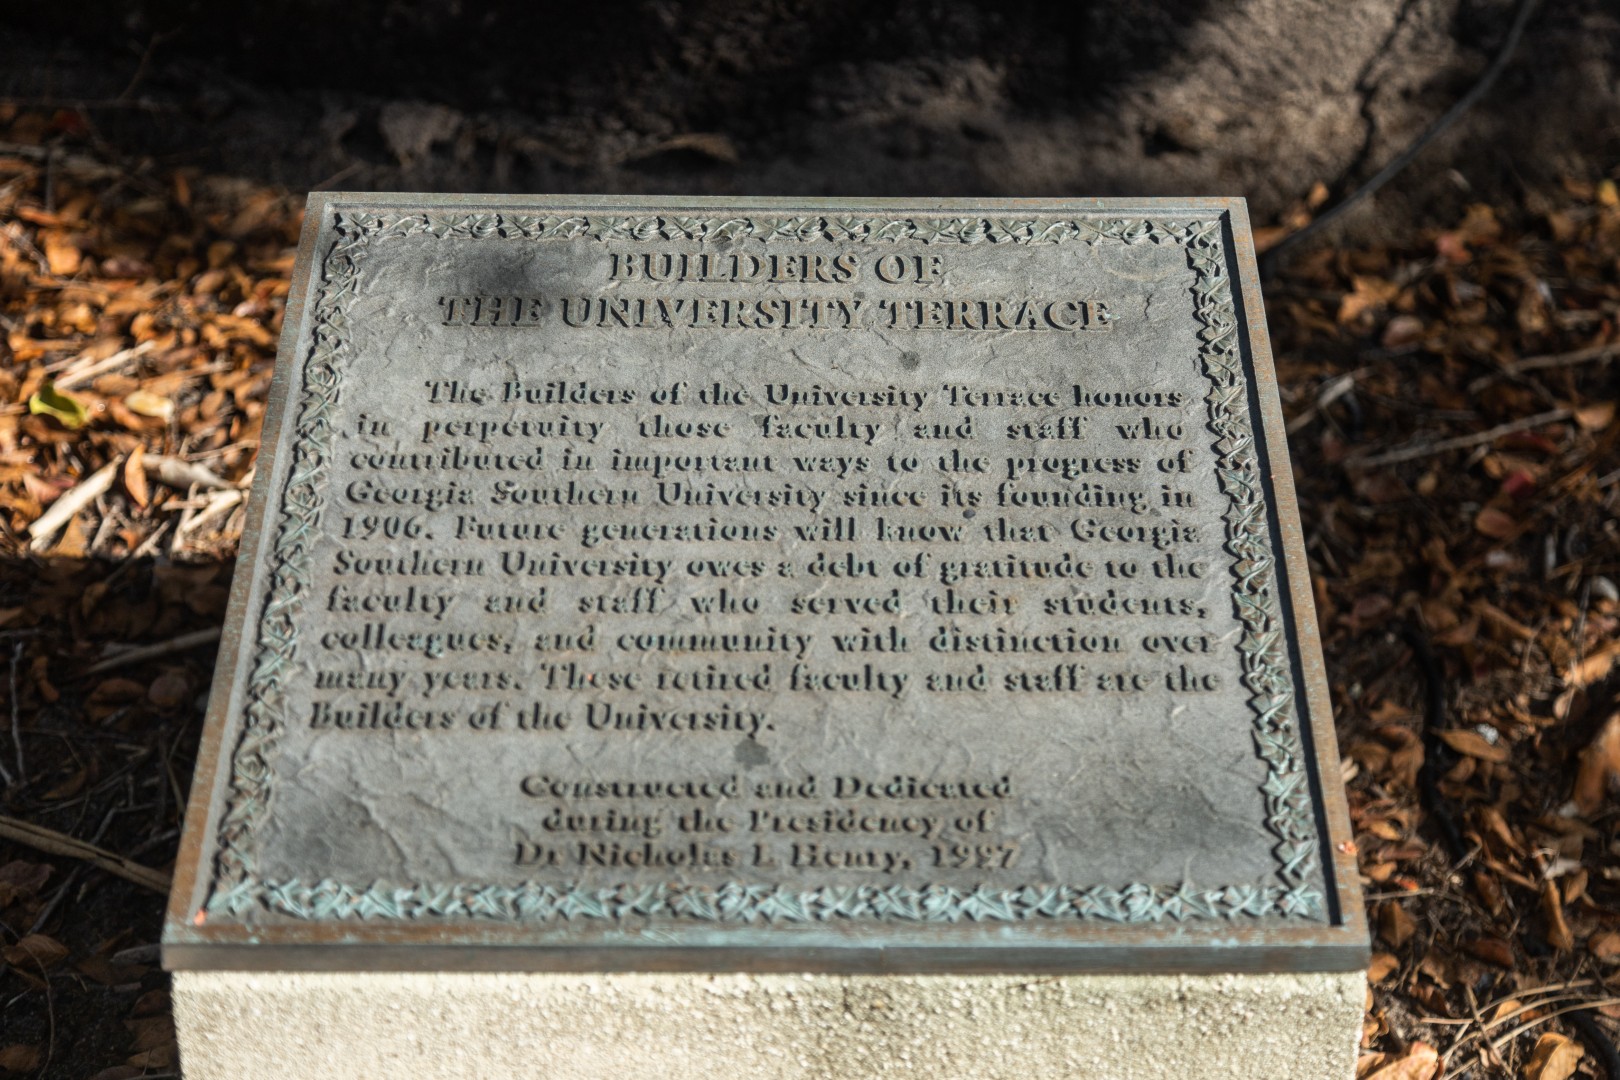 BUILDERS OF
THE UNIVERSITY TERRACE
The Builders of the University Terrace honors
in perpetuity those faculty and staff who
contributed in important ways to the progress of
Georgia Southern University since its founding in
1906. Future generations will know that Georgia
Southern University owes a debt of gratitude to the
faculty and staff who served their students,
colleagues, and community with distinction over
many years. These retired faculty and staff are the
Builders of the University.
Constructed and Dedicated
during the Presidency of
Dr Nicholas L Henry, 1997